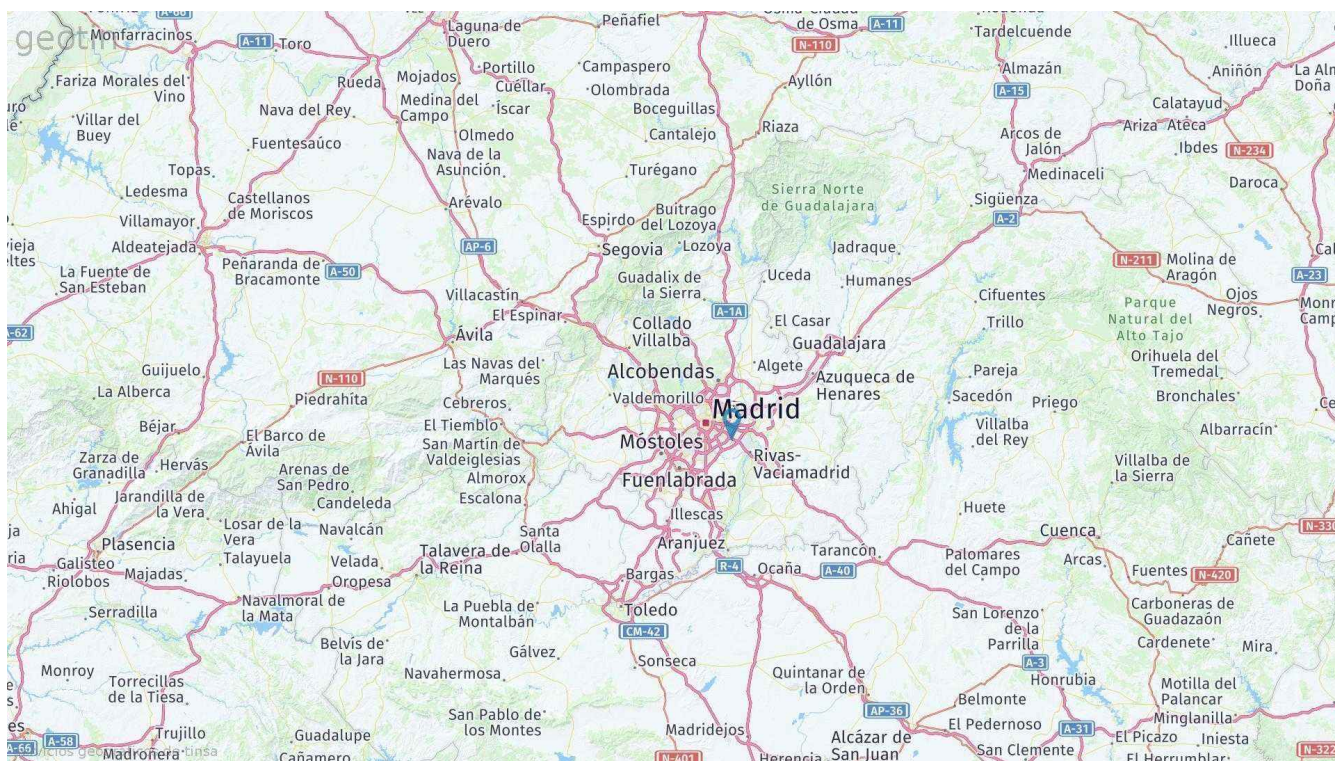 geotin
Monfarracinos
A-11
Toro
Laguna de
Duero
Peñafiel
de Osma
A-11
N-110
Tardelcuende
Illueca
Fariza
Morales del
Vino
Rueda
Mojados
Portillo
Cuéllar
Campaspero
Olombrada
Ayllón
Almazán
A-15
Aniñón
Doña
Villar del
Buey
Nava del Rey
Medina del
Campo
Íscar
Boceguillas
Calatayud
Fuentesaúco
Olmedo
Cantalejo
Riaza
Arcos de
Jalón
Ariza
Ateca
Ibdes
N-234
Topas
Nava de la
Asunción
Turégano
Medinaceli
Daroca
Ledesma
Castellanos
de Moriscos
Arévalo
Sierra Norte
de Guadalajara
Sigüenza
A-2
Villamayor
Espirdo
Buitrago
del Lozoya
Aldeatejada
AP-6
Segovia
Lozoya
Jadraque
N-211
Molina de
Aragón
La Fuente de
San Esteban
Peñaranda de
Bracamonte
A-50
Guadalix de
la Sierra
Uceda
Humanes
A-23
Villacastín
Cifuentes
Parque
Natural del
Alto Tajo
Ojos
Negros
El Espinar
A-1A
Collado
Villalba
El Casar
Trillo
Ávila
Guadalajara
Orihuela del
Tremedal
Guijuelo
Las Navas del
Marqués
Alcobendas
Algete
Pareja
N-110
Azuqueca de
Henares
La Alberca
Piedrahíta
Cebreros
Valdemorillo
Madrid
Sacedón
Priego
Bronchales
Béjar
El Barco de
Ávila
El Tiemblo
San Martín de
Valdeiglesias
Móstoles
Villalba
del Rey
Albarracín
Zarza de
Granadilla
Hervás
Arenas de
San Pedro
Almorox
Rivas-
Vaciamadrid
Villalba de
la Sierra
Fuenlabrada
Ahigal
Jarandilla de
la Vera
Candeleda
Escalona
Illescas
Huete
Losar de la
Vera
Navalcán
Santa
Olalla
Cuenca
N-330
Plasencia
Talayuela
Velada
Talavera de
la Reina
Aranjuez
Tarancón
Palomares
del Campo
Arcas
Cañete
Galisteo
Riolobos
Majadas
Oropesa
R-4
Ocaña
A-40
Fuentes
N-420
Bargas
Serradilla
Navalmoral de
la Mata
La Puebla de
Montalbán
Toledo
San Lorenzo
de la
Parrilla
Carboneras de
Guadazaón
CM-42
Belvís de
la Jara
Gálvez
Cardenete
Mira
Monroy
Torrecillas
de la Tiesa
Navahermosa
Sonseca
Quintanar de
la Orden
A-3
Honrubia
Motilla del
Palancar
San Pablo de
los Montes
AP-36
Belmonte
Minglanilla
A-66
A-58
Trujillo
Guadalupe
Madridejos
Alcázar de
San Juan
El Pedernoso
A-31
El Picazo
Iniesta
Madroñera
Cañamero
N-401
Herencia
San Clemente
El Herrumblar
N-322